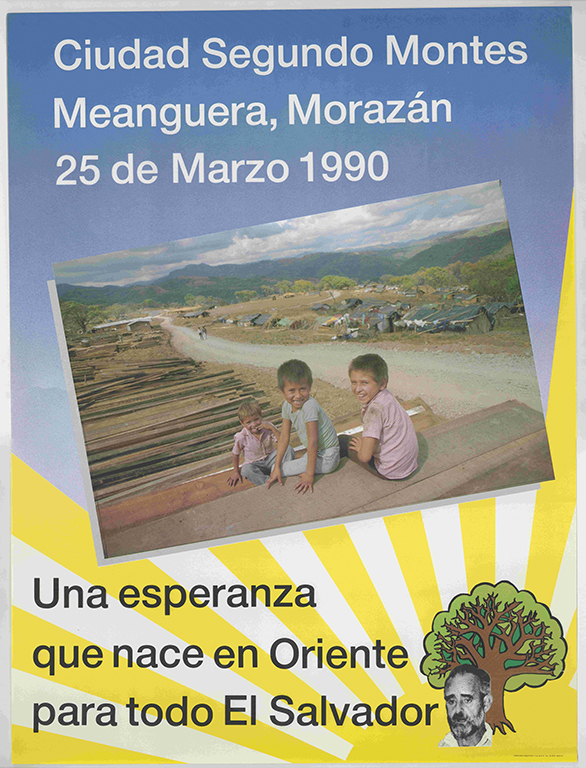 Ciudad Segundo Montes
Meanguera, Morazán
25 de Marzo 1990
Una esperanza
que nace en Oriente
para todo El Salvador